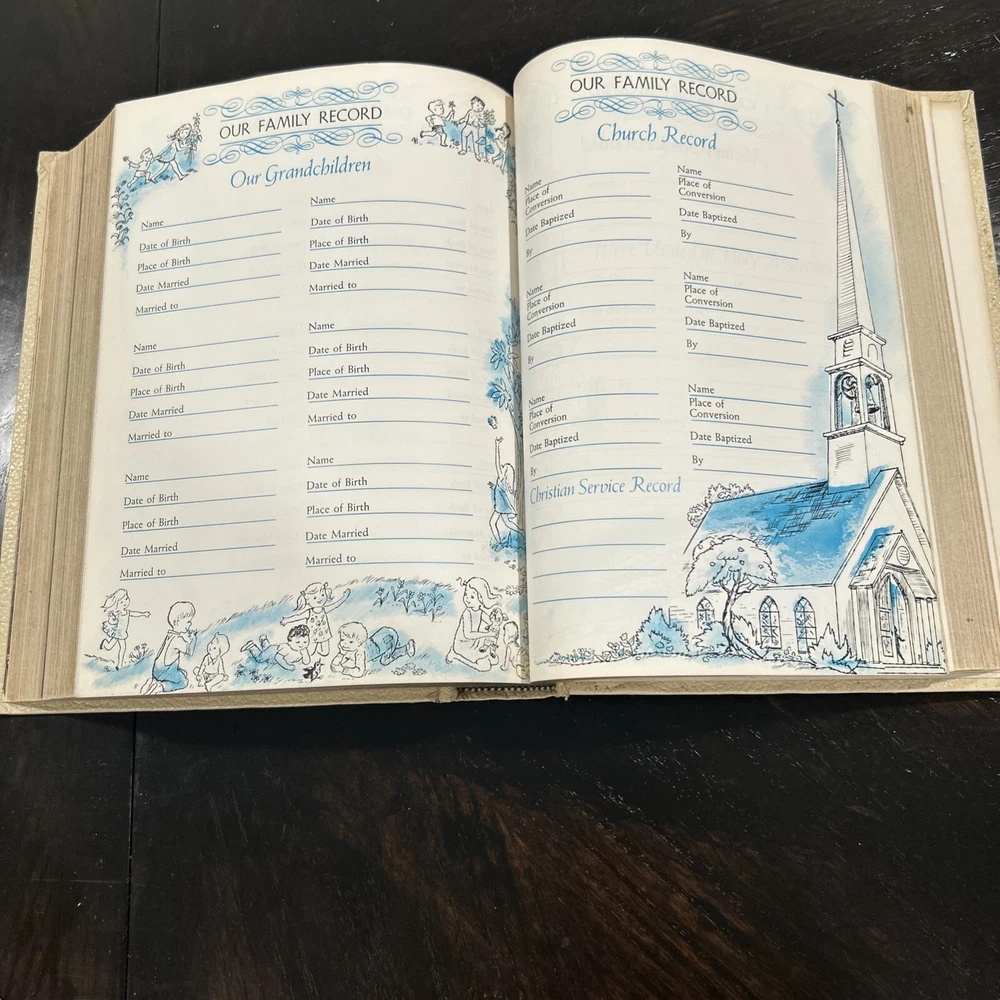 OUR FAMILY RECORD
Our Grandchildren
Name
Date of Birth
Place of Birth
Date Married
Married to
Name
Date of Birth
Place of Birth
Date Married
Married to
Name
Date of Birth
Place of Birth
Date Married
Married to
Name
Date of Birth
Place of Birth
Date Married
Married to
Name
Date of Birth
Place of Birth
Date Married
Married to
Name
Date of Birth
Place of Birth
Date Married
Married to
OUR FAMILY RECORD
Church Record
Name
Place of
Conversion
Date Baptized
By
Name
Place of
Conversion
Date Baptized
By
Name
Place of
Conversion
Date Baptized
By
Name
Place of
Conversion
Date Baptized
By
Name
Place of
Conversion
Date Baptized
By
Name
Place of
Conversion
Date Baptized
By
Christian Service Record